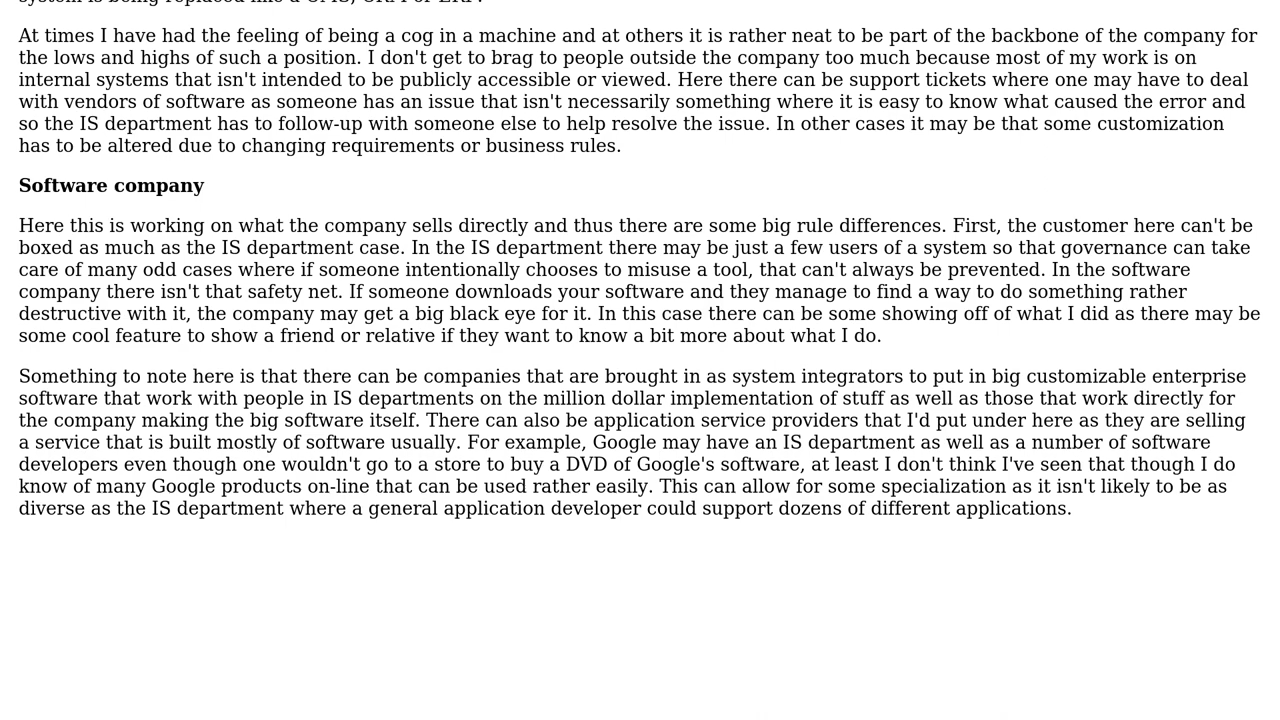 system is being replaced like a CMS, CRM or ERP.
At times I have had the feeling of being a cog in a machine and at others it is rather neat to be part of the backbone of the company for
the lows and highs of such a position. I don't get to brag to people outside the company too much because most of my work is on
internal systems that isn't intended to be publicly accessible or viewed. Here there can be support tickets where one may have to deal
with vendors of software as someone has an issue that isn't necessarily something where it is easy to know what caused the error and
so the IS department has to follow-up with someone else to help resolve the issue. In other cases it may be that some customization
has to be altered due to changing requirements or business rules.
Software company
Here this is working on what the company sells directly and thus there are some big rule differences. First, the customer here can't be
boxed as much as the IS department case. In the IS department there may be just a few users of a system so that governance can take
care of many odd cases where if someone intentionally chooses to misuse a tool, that can't always be prevented. In the software
company there isn't that safety net. If someone downloads your software and they manage to find a way to do something rather
destructive with it, the company may get a big black eye for it. In this case there can be some showing off of what I did as there may be
some cool feature to show a friend or relative if they want to know a bit more about what I do.
Something to note here is that there can be companies that are brought in as system integrators to put in big customizable enterprise
software that work with people in IS departments on the million dollar implementation of stuff as well as those that work directly for
the company making the big software itself. There can also be application service providers that I'd put under here as they are selling
a service that is built mostly of software usually. For example, Google may have an IS department as well as a number of software
developers even though one wouldn't go to a store to buy a DVD of Google's software, at least I don't think I've seen that though I do
know of many Google products on-line that can be used rather easily. This can allow for some specialization as it isn't likely to be as
diverse as the IS department where a general application developer could support dozens of different applications.